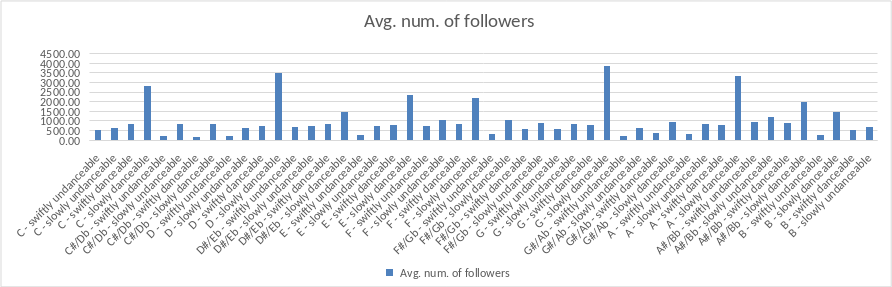 Avg. num. of followers
4500.00
4000.00
3500.00
3000.00
2500.00
2000.00
1500.00
1000.00
500.00
0.00
C - swiftly undanceable
C - slowly undanceable
C - swiftly danceable
C - slowly danceable
C#/Db - swiftly undanceable
C#/Db - slowly undanceable
C#/Db - swiftly danceable
C#/Db - slowly danceable
D - swiftly undanceable
D - slowly undanceable
D - swiftly danceable
D - slowly danceable
D#/Eb - swiftly undanceable
D#/Eb - slowly undanceable
D#/Eb - swiftly danceable
D#/Eb - slowly danceable
E - swiftly undanceable
E - slowly undanceable
E - swiftly danceable
E - slowly danceable
F - swiftly undanceable
F - slowly undanceable
F - swiftly danceable
F - slowly danceable
F#/Gb - swiftly undanceable
F#/Gb - slowly danceable
F#/Gb - slowly undanceable
G - swiftly undanceable
G - slowly undanceable
G - swiftly danceable
G - slowly danceable
G#/Ab - swiftly undanceable
G#/Ab - slowly undanceable
G#/Ab - swiftly danceable
G#/Ab - slowly danceable
A - swiftly undanceable
A - slowly undanceable
A - swiftly danceable
A - slowly danceable
A#/Bb - swiftly undanceable
A#/Bb - slowly undanceable
A#/Bb - swiftly danceable
A#/Bb - slowly danceable
B - swiftly undanceable
B - slowly danceable
B - swiftly danceable
B - slowly undanceable
Avg. num. of followers